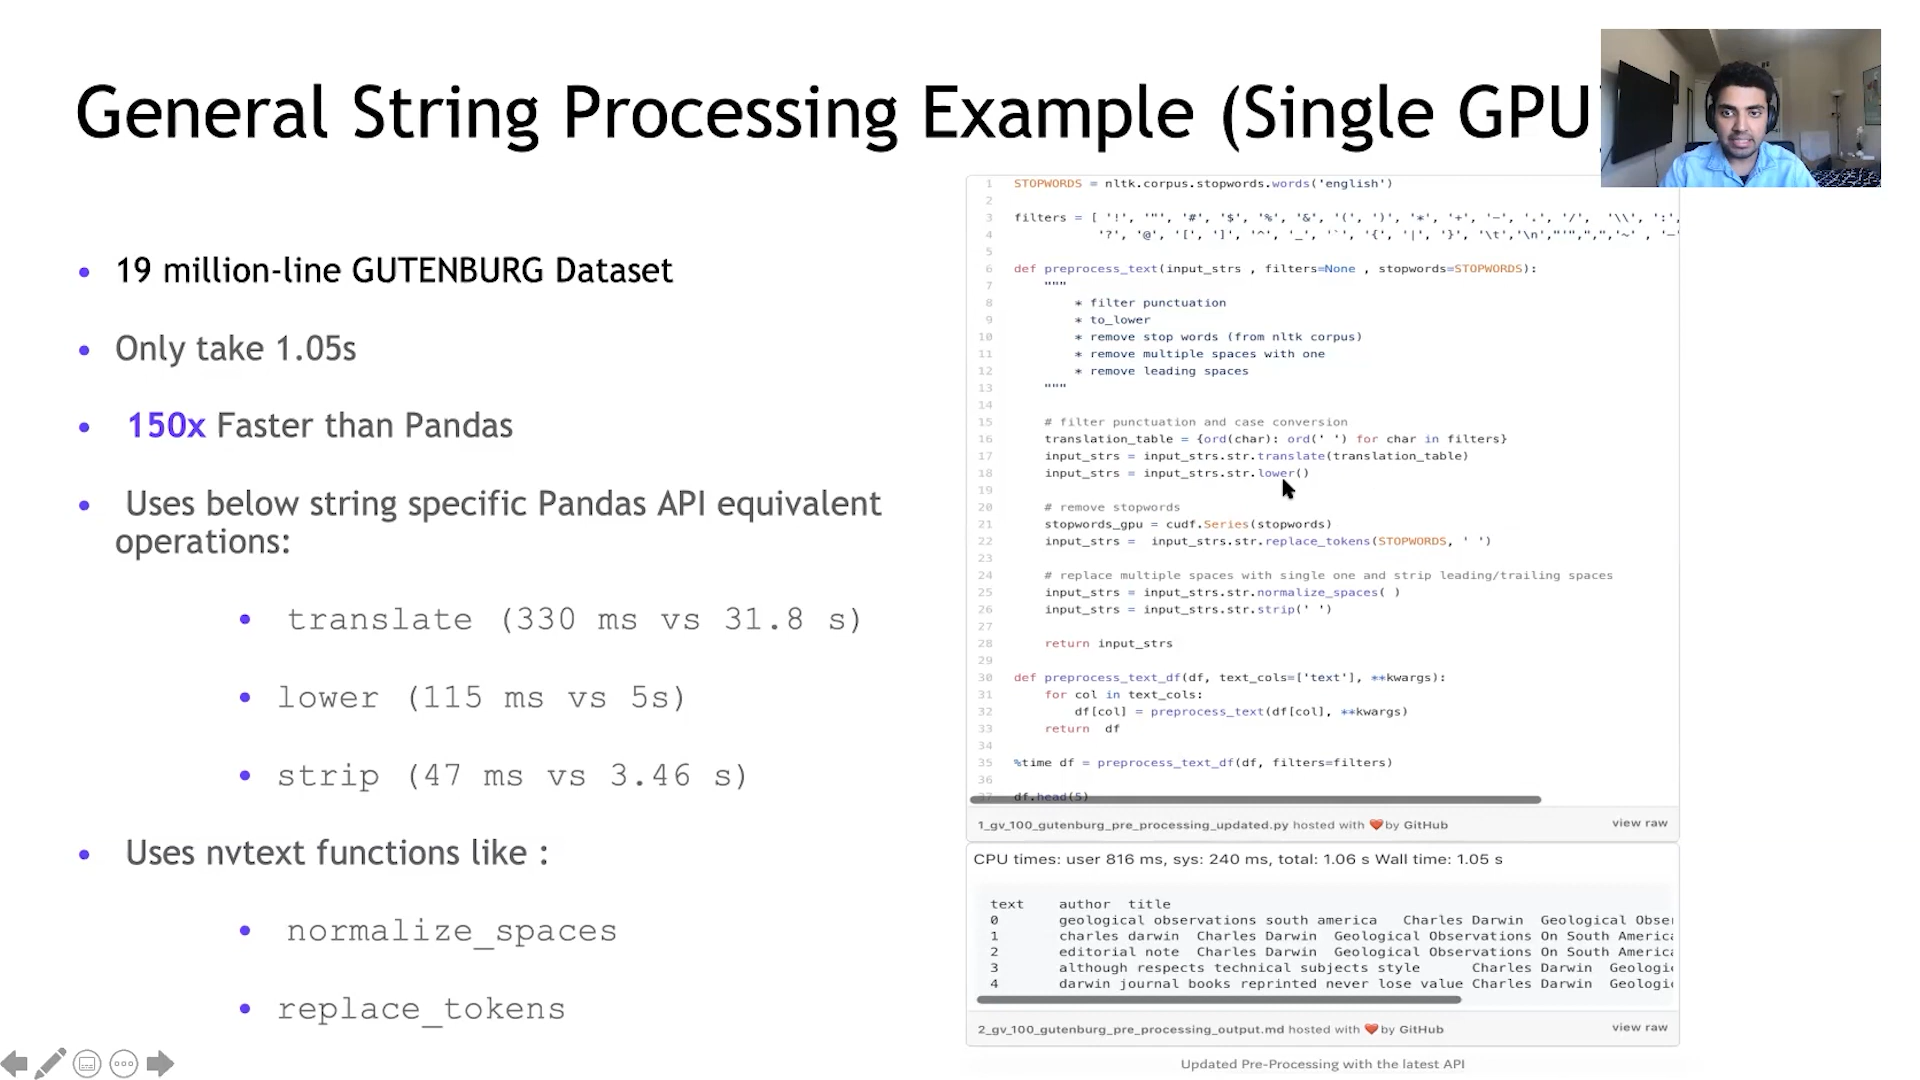 General String Processing Example (Single GPU
19 million-line GUTENBURG Dataset
Only take 1.05s
150x Faster than Pandas
Uses below string specific Pandas API equivalent
operations:
translate (330 ms vs 31.8 s)
lower (115 ms vs 5s)
strip (47 ms vs 3.46 s)
Uses nvtext functions like :
normalize_spaces
replace_tokens
1 STOPWORDS = nltk.corpus.stopwords.words('english')
2
3 filters = [ '!', '"', '#', '$', '%', '&', '(', ')', '*', '+', '-', '.', '/', '\\', ':',
4 '?', '@', '[', ']', '^', '_', '`', '{', '|', '}', '\t','\n',"'",",",'~' , '—'
5
6 def preprocess_text(input_strs , filters=None , stopwords=STOPWORDS):
7 """
8 * filter punctuation
9 * to_lower
10 * remove stop words (from nltk corpus)
11 * remove multiple spaces with one
12 * remove leading spaces
13 """
14
15 # filter punctuation and case conversion
16 translation_table = {ord(char): ord(' ') for char in filters}
17 input_strs = input_strs.str.translate(translation_table)
18 input_strs = input_strs.str.lower()
19
20 # remove stopwords
21 stopwords_gpu = cudf.Series(stopwords)
22 input_strs = input_strs.str.replace_tokens(STOPWORDS, ' ')
23
24 # replace multiple spaces with single one and strip leading/trailing spaces
25 input_strs = input_strs.str.normalize_spaces( )
26 input_strs = input_strs.str.strip(' ')
27
28 return input_strs
29
30 def preprocess_text_df(df, text_cols=['text'], **kwargs):
31 for col in text_cols:
32 df[col] = preprocess_text(df[col], **kwargs)
33 return df
34
35 %time df = preprocess_text_df(df, filters=filters)
36
37 df.head(5)
1_gv_100_gutenburg_pre_processing_updated.py hosted with ❤ by GitHub view raw
CPU times: user 816 ms, sys: 240 ms, total: 1.06 s Wall time: 1.05 s
text author title
0 geological observations south america Charles Darwin Geological Obser
1 charles darwin Charles Darwin Geological Observations On South America
2 editorial note Charles Darwin Geological Observations On South America
3 although respects technical subjects style Charles Darwin Geologic
4 darwin journal books reprinted never lose value Charles Darwin Geologi
2_gv_100_gutenburg_pre_processing_output.md hosted with ❤ by GitHub view raw
Updated Pre-Processing with the latest API